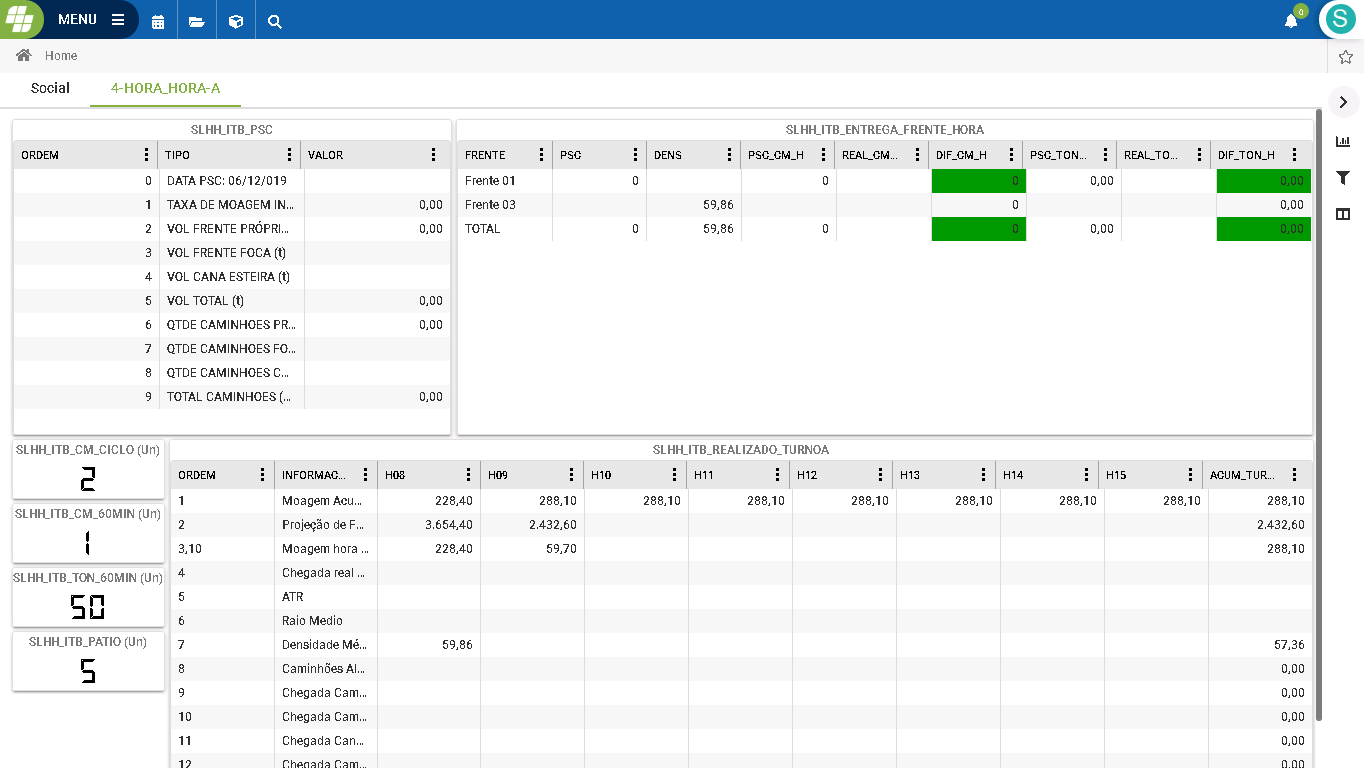 MENU
0
S
Home
Social 4-HORA_HORA-A
SLHH_ITB_PSC
ORDEM TIPO VALOR
0 DATA PSC: 06/12/019
1 TAXA DE MOAGEM IN... 0,00
2 VOL FRENTE PRÓPRI... 0,00
3 VOL FRENTE FOCA (t)
4 VOL CANA ESTEIRA (t)
5 VOL TOTAL (t) 0,00
6 QTDE CAMINHOES PR... 0,00
7 QTDE CAMINHOES FO...
8 QTDE CAMINHOES C...
9 TOTAL CAMINHOES (... 0,00
SLHH_ITB_ENTREGA_FRENTE_HORA
FRENTE PSC DENS PSC_CM_H REAL_CM... DIF_CM_H PSC_TON... REAL_TO... DIF_TON_H
Frente 01 0 0 0 0,00 0,00
Frente 03 59,86 0 0,00
TOTAL 0 59,86 0 0 0,00 0,00
SLHH_ITB_CM_CICLO (Un)
2
SLHH_ITB_CM_60MIN (Un)
1
SLHH_ITB_TON_60MIN (Un)
50
SLHH_ITB_PATIO (Un)
5
SLHH_ITB_REALIZADO_TURNOA
ORDEM INFORMAC... H08 H09 H10 H11 H12 H13 H14 H15 ACUM_TUR...
1 Moagem Acu... 228,40 288,10 288,10 288,10 288,10 288,10 288,10 288,10 288,10
2 Projeção de F... 3.654,40 2.432,60 2.432,60
3,10 Moagem hora ... 228,40 59,70 288,10
4 Chegada real ...
5 ATR
6 Raio Medio
7 Densidade Mé... 59,86 57,36
8 Caminhões Al... 0,00
9 Chegada Cam... 0,00
10 Chegada Cam... 0,00
11 Chegada Can... 0,00
12 Chegada Cam... 0,00